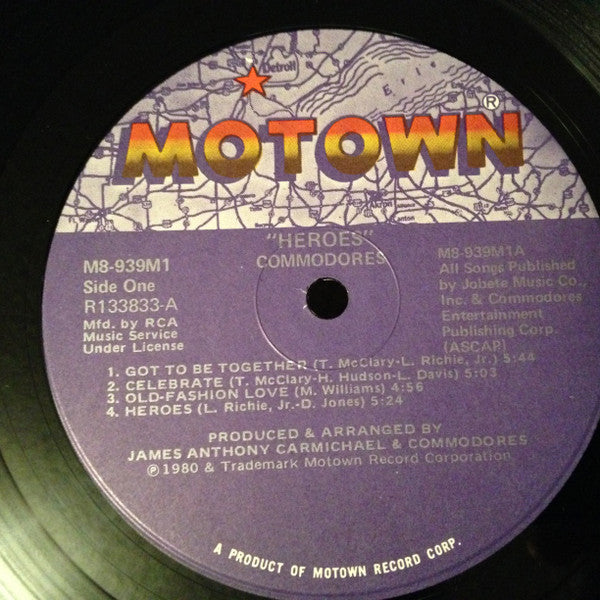 Detroit
Erie
MOTOWN®
"HEROES"
COMMODORES
M8-939M1
Side One
R133833-A
Mfd. by RCA
Music Service
Under License
M8-939M1A
All Songs Published
by Jobete Music Co.,
Inc. & Commodores
Entertainment
Publishing Corp.
(ASCAP)
1. GOT TO BE TOGETHER (T. McClary-L. Richie, Jr.) 5:44
2. CELEBRATE (T. McClary-H. Hudson-L. Davis) 5:03
3. OLD-FASHION LOVE (M. Williams) 4:56
4. HEROES (L. Richie, Jr.-D. Jones) 5:24
PRODUCED & ARRANGED BY
JAMES ANTHONY CARMICHAEL & COMMODORES
℗ 1980 & Trademark Motown Record Corporation
A PRODUCT OF MOTOWN RECORD CORP.